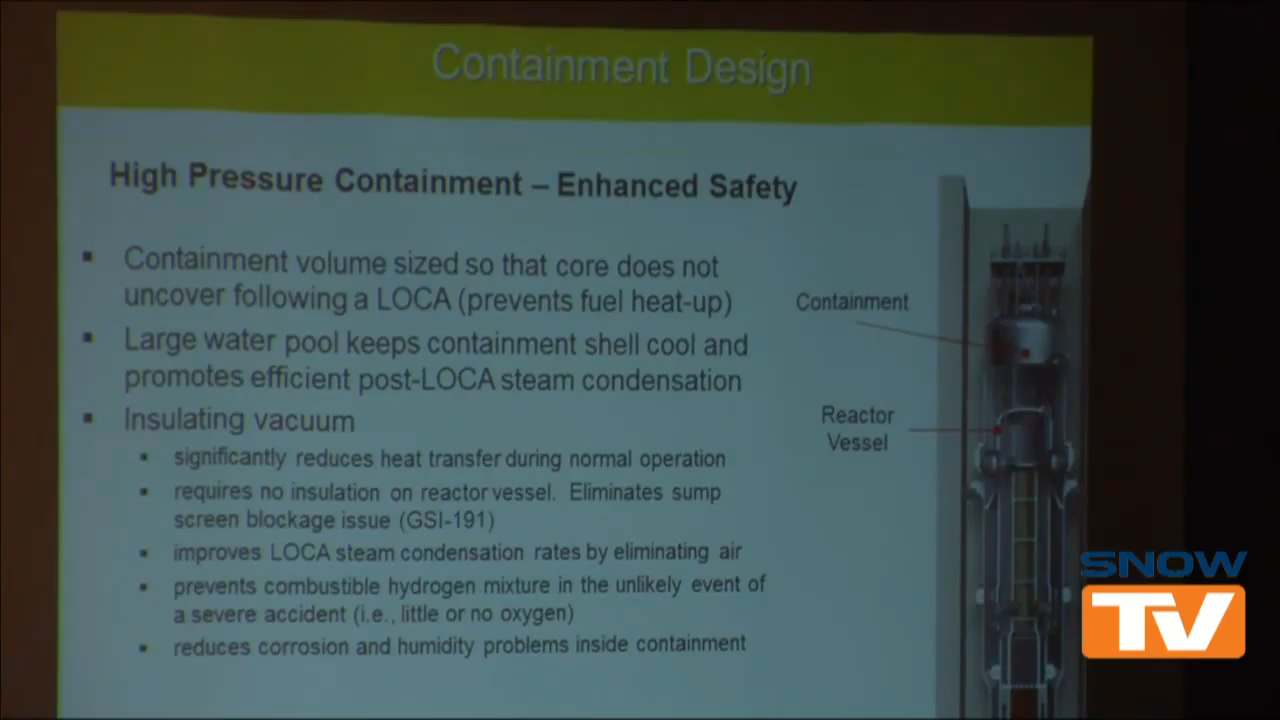 Containment Design
High Pressure Containment – Enhanced Safety
▪ Containment volume sized so that core does not
uncover following a LOCA (prevents fuel heat-up)
▪ Large water pool keeps containment shell cool and
promotes efficient post-LOCA steam condensation
▪ Insulating vacuum
▪ significantly reduces heat transfer during normal operation
▪ requires no insulation on reactor vessel. Eliminates sump
screen blockage issue (GSI-191)
▪ improves LOCA steam condensation rates by eliminating air
▪ prevents combustible hydrogen mixture in the unlikely event of
a severe accident (i.e., little or no oxygen)
▪ reduces corrosion and humidity problems inside containment
Containment
Reactor
Vessel
SNOW
TV